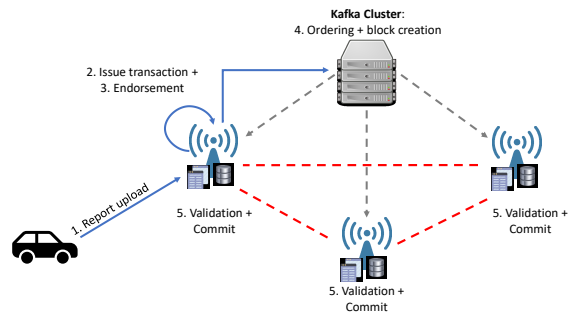 Kafka Cluster:
4. Ordering + block creation
2. Issue transaction +
3. Endorsement
1. Report upload
5. Validation +
Commit
5. Validation +
Commit
5. Validation +
Commit